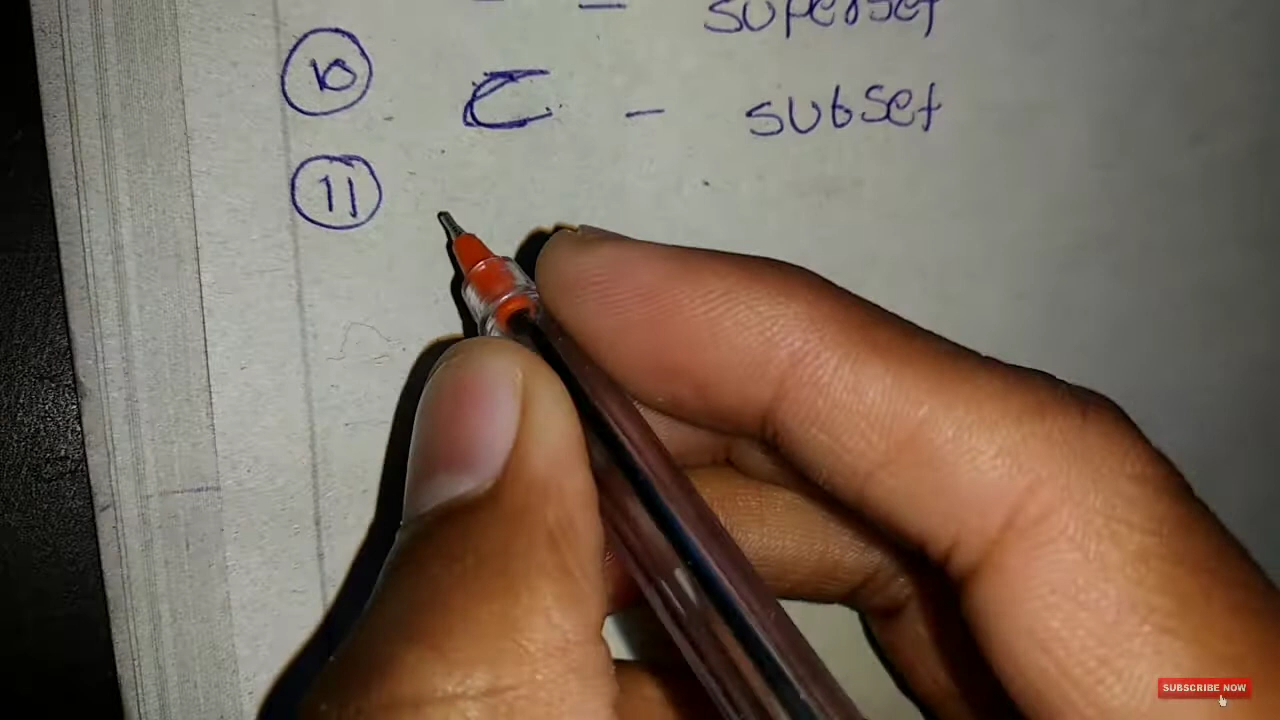 — superset
10 ⊂ – subset
11
SUBSCRIBE NOW